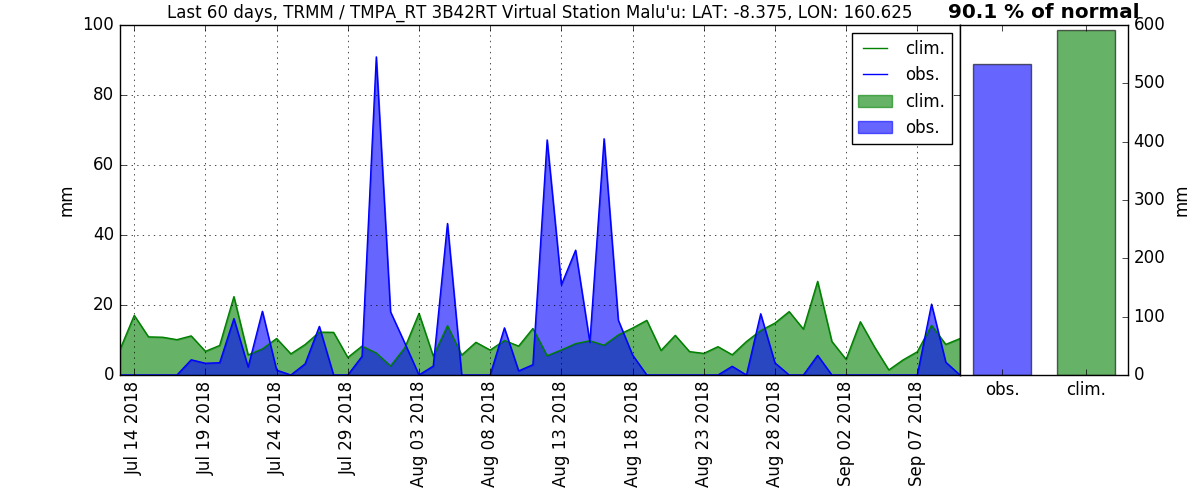 Last 60 days, TRMM / TMPA_RT 3B42RT Virtual Station Malu'u: LAT: -8.375, LON: 160.625
90.1 % of normal
100
80
60
40
20
0
mm
clim.
obs.
clim.
obs.
600
500
400
300
200
100
0
mm
Jul 14 2018
Jul 19 2018
Jul 24 2018
Jul 29 2018
Aug 03 2018
Aug 08 2018
Aug 13 2018
Aug 18 2018
Aug 23 2018
Aug 28 2018
Sep 02 2018
Sep 07 2018
obs.
clim.